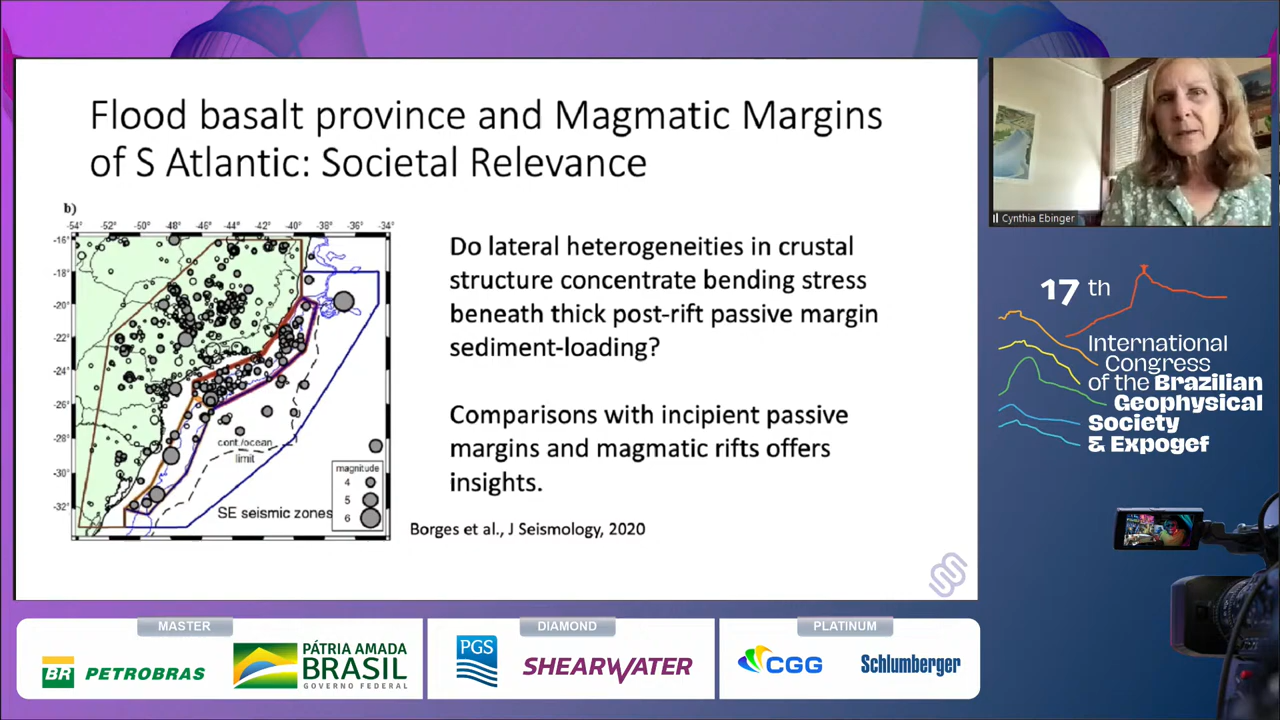 Flood basalt province and Magmatic Margins
of S Atlantic: Societal Relevance
b)
-54° -52° -50° -48° -46° -44° -42° -40° -38° -36° -34°
-16°
-18°
-20°
-22°
-24°
-26°
-28°
-30°
-32°
cont./ocean
limit
magnitude
4
5
6
SE seismic zones
Do lateral heterogeneities in crustal
structure concentrate bending stress
beneath thick post-rift passive margin
sediment-loading?
Comparisons with incipient passive
margins and magmatic rifts offers
insights.
Borges et al., J Seismology, 2020
Cynthia Ebinger
17 th
International
Congress
of the Brazilian
Geophysical
Society
& Expogef
MASTER
BR PETROBRAS
PÁTRIA AMADA
BRASIL
GOVERNO FEDERAL
DIAMOND
PGS
SHEARWATER
PLATINUM
CGG
Schlumberger